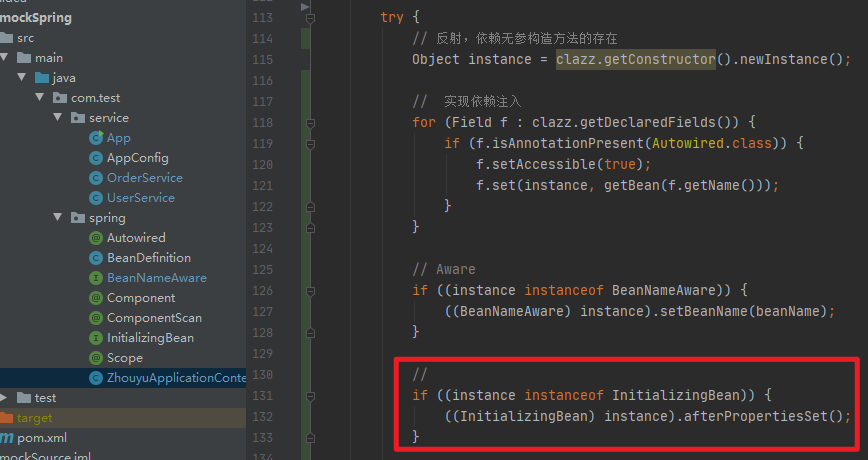 mockSpring
src
main
java
com.test
service
App
AppConfig
OrderService
UserService
spring
Autowired
BeanDefinition
BeanNameAware
Component
ComponentScan
InitializingBean
Scope
ZhouyuApplicationConte
test
target
pom.xml
mockSource.iml
113 try {
114 // 反射，依赖无参构造方法的存在
115 Object instance = clazz.getConstructor().newInstance();
116
117 // 实现依赖注入
118 for (Field f : clazz.getDeclaredFields()) {
119 if (f.isAnnotationPresent(Autowired.class)) {
120 f.setAccessible(true);
121 f.set(instance, getBean(f.getName()));
122 }
123 }
124
125 // Aware
126 if ((instance instanceof BeanNameAware)) {
127 ((BeanNameAware) instance).setBeanName(beanName);
128 }
129
130 //
131 if ((instance instanceof InitializingBean)) {
132 ((InitializingBean) instance).afterPropertiesSet();
133 }
134